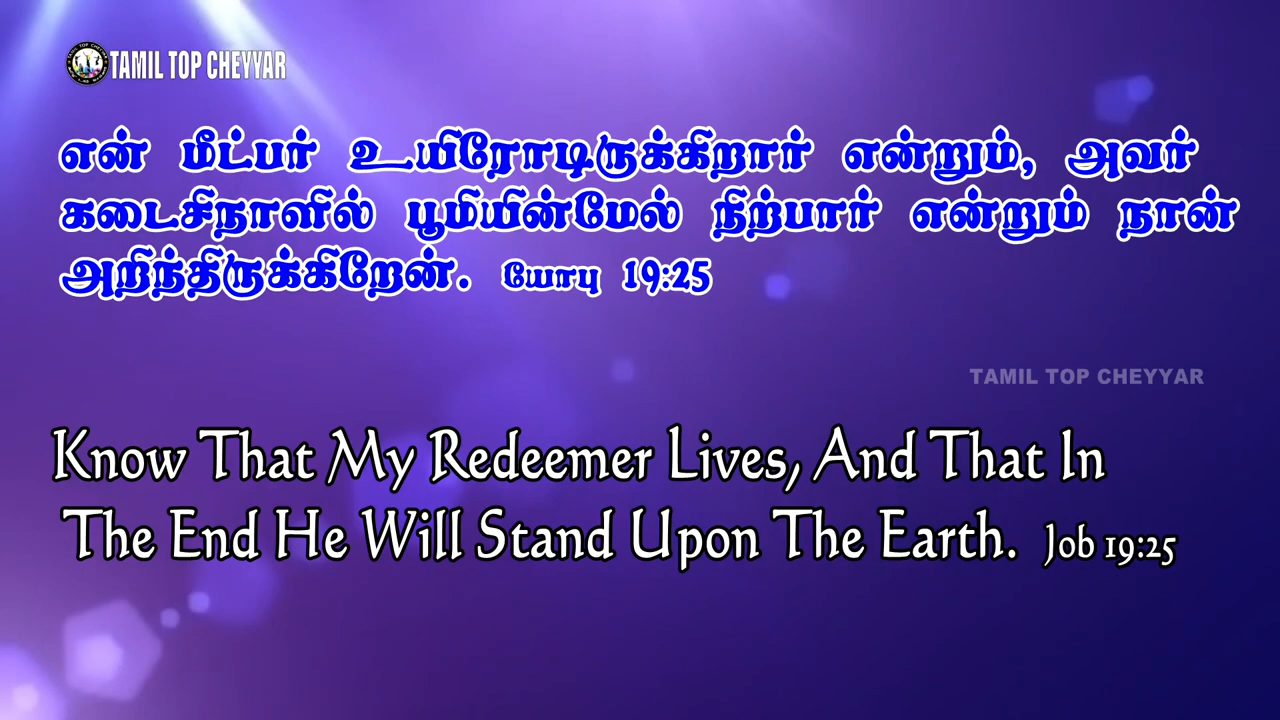 TAMIL TOP CHEYYAR
என் மீட்பர் உயிரோடிருக்கிறார் என்றும், அவர்
கடைசிநாளில் பூமியின்மேல் நிற்பார் என்றும் நான்
அறிந்திருக்கிறேன். யோபு 19:25
TAMIL TOP CHEYYAR
Know That My Redeemer Lives, And That In
The End He Will Stand Upon The Earth. Job 19:25